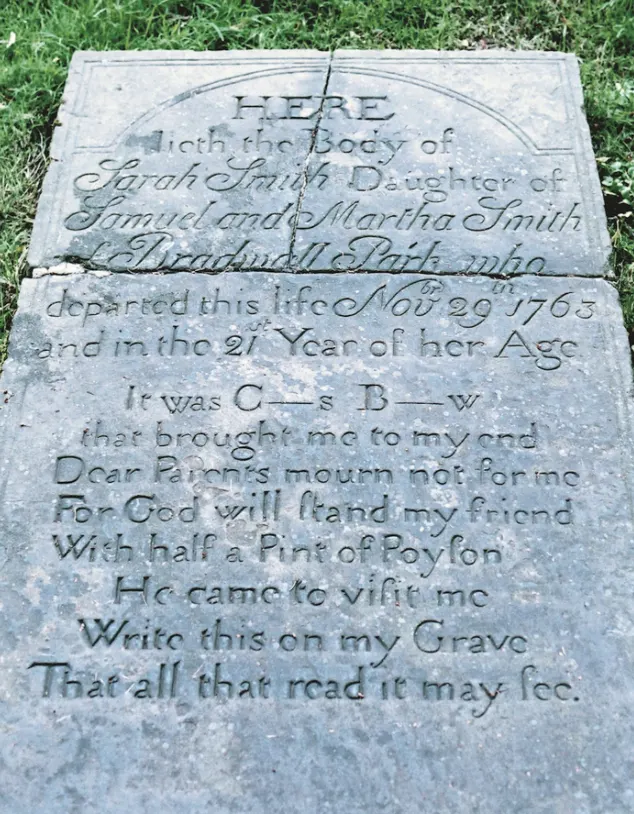 HERE
lieth the Body of
Sarah Smith Daughter of
Samuel and Martha Smith
of Bradwall Park who
departed this life Novbr 29th 1763
and in the 21st Year of her Age
It was C—s B—w
that brought me to my end
Dear Parents mourn not for me
For God will ſtand my friend
With half a Pint of Poyſon
He came to viſit me
Write this on my Grave
That all that read it may ſee.